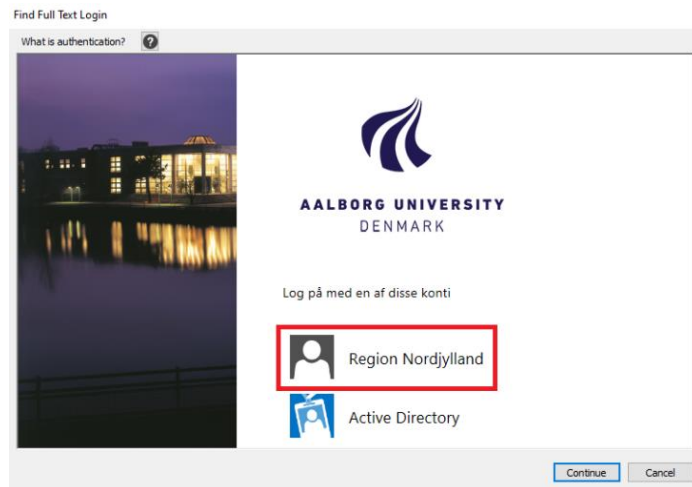 Find Full Text Login
What is authentication? ?
AALBORG UNIVERSITY
DENMARK
Log på med en af disse konti
Region Nordjylland
Active Directory
Continue Cancel